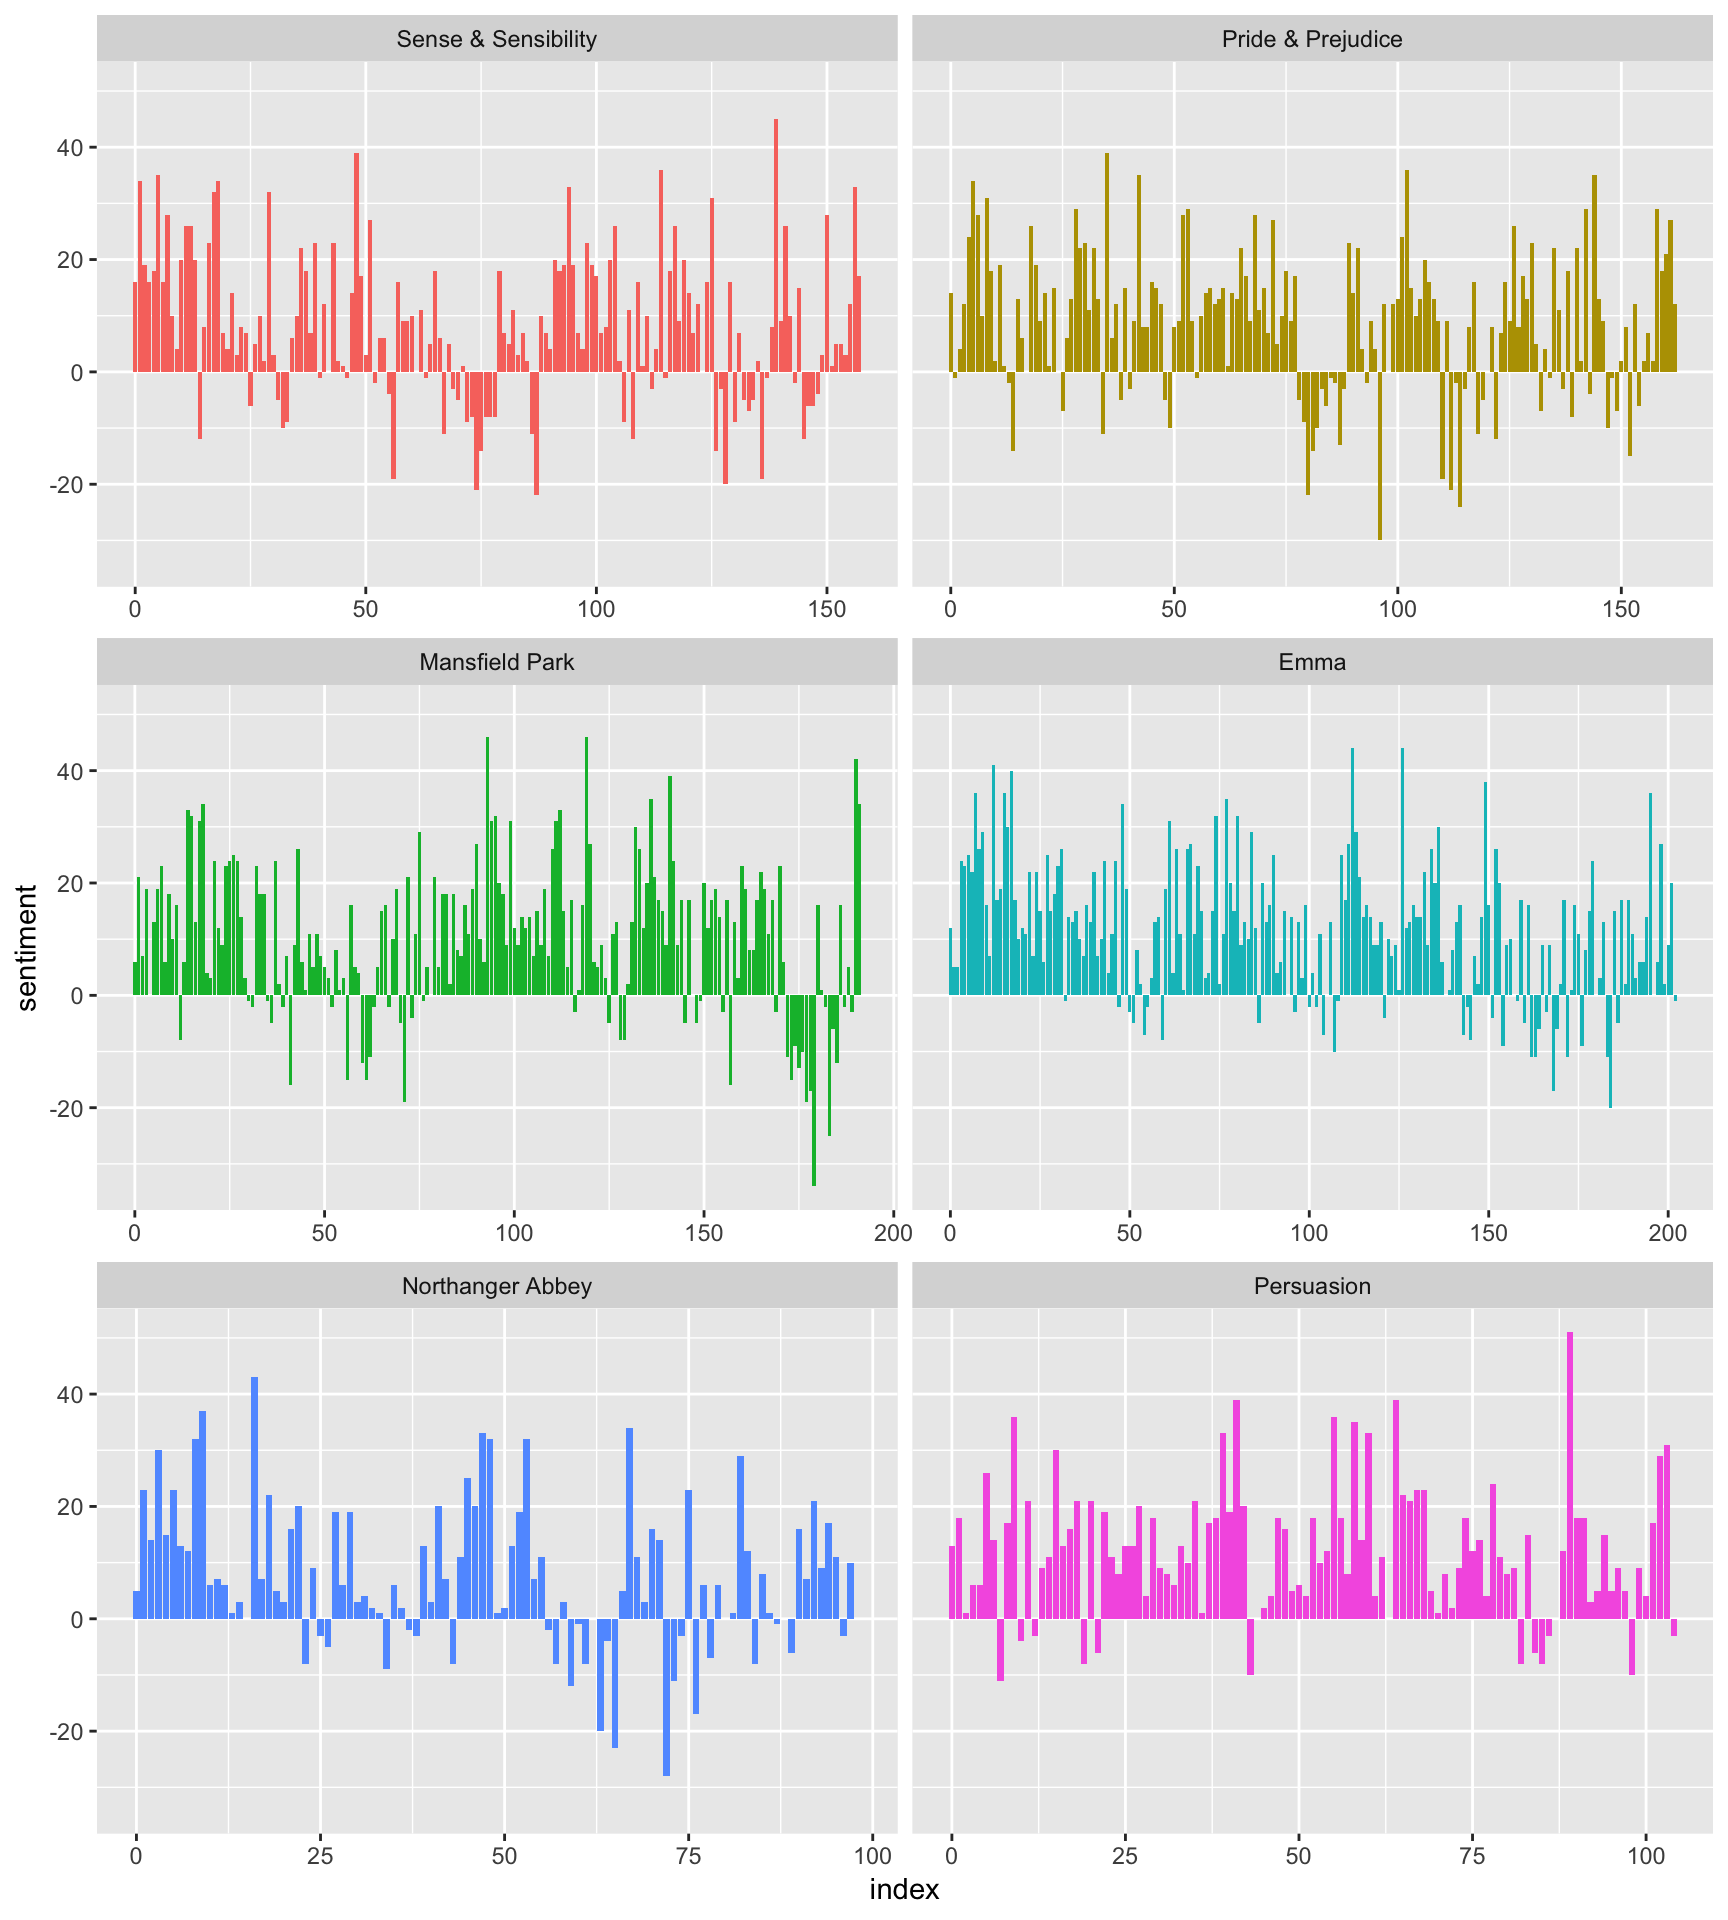 Sense & Sensibility
Pride & Prejudice
40
20
0
-20
0 50 100 150
0 50 100 150
Mansfield Park
Emma
40
20
0
-20
0 50 100 150 200
0 50 100 150 200
Northanger Abbey
Persuasion
40
20
0
-20
0 25 50 75 100
0 25 50 75 100
sentiment
index